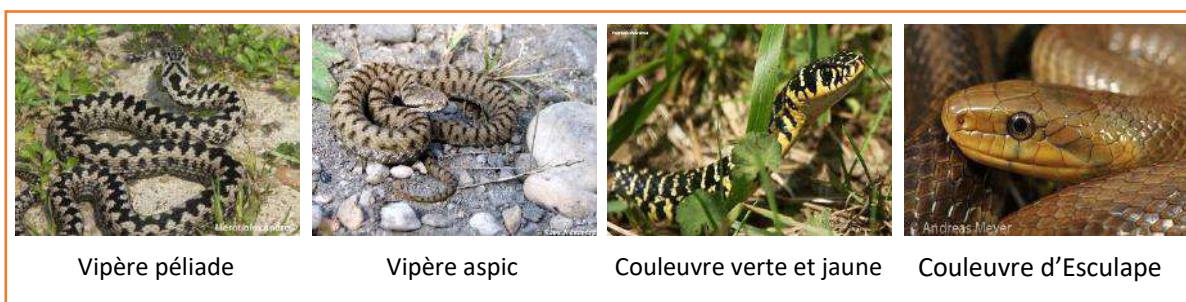 © Andreas Meyer
Vipère péliade
Vipère aspic
Couleuvre verte et jaune
Couleuvre d’Esculape